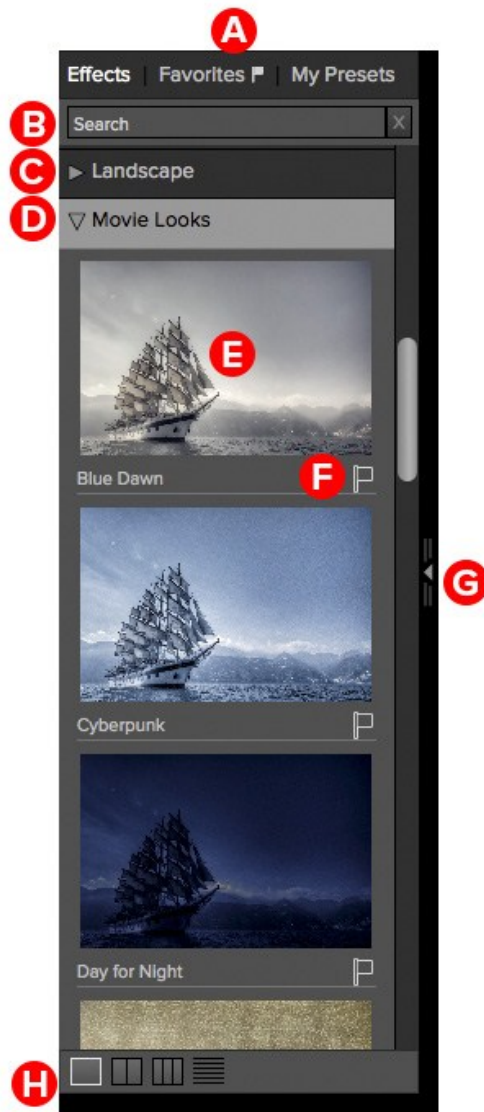 A
Effects | Favorites | My Presets
B
Search X
C
Landscape
D
Movie Looks
E
Blue Dawn
F
G
Cyberpunk
Day for Night
H